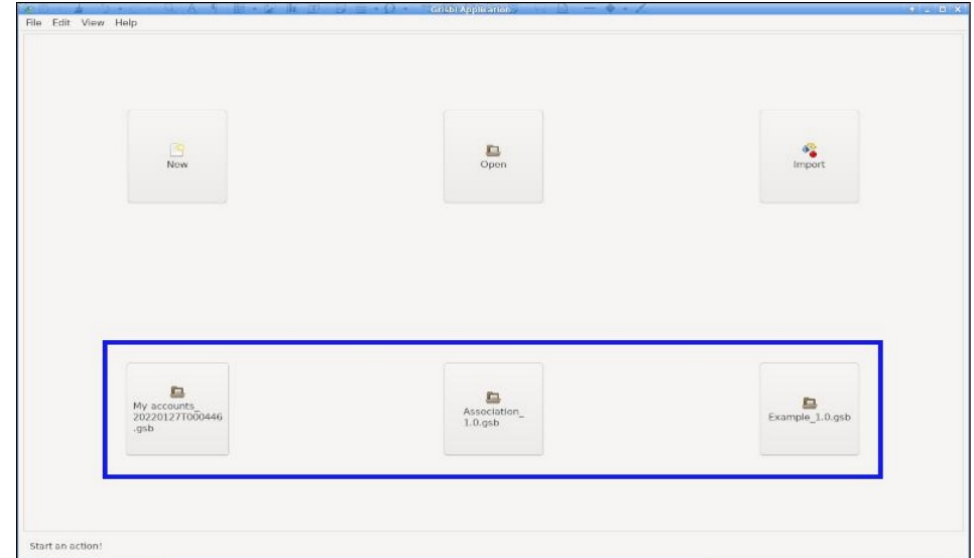 Grisbi Application
File Edit View Help
New
Open
Import
My accounts_
20220127T000446
.gsb
Association_
1.0.gsb
Example_1.0.gsb
Start an action!